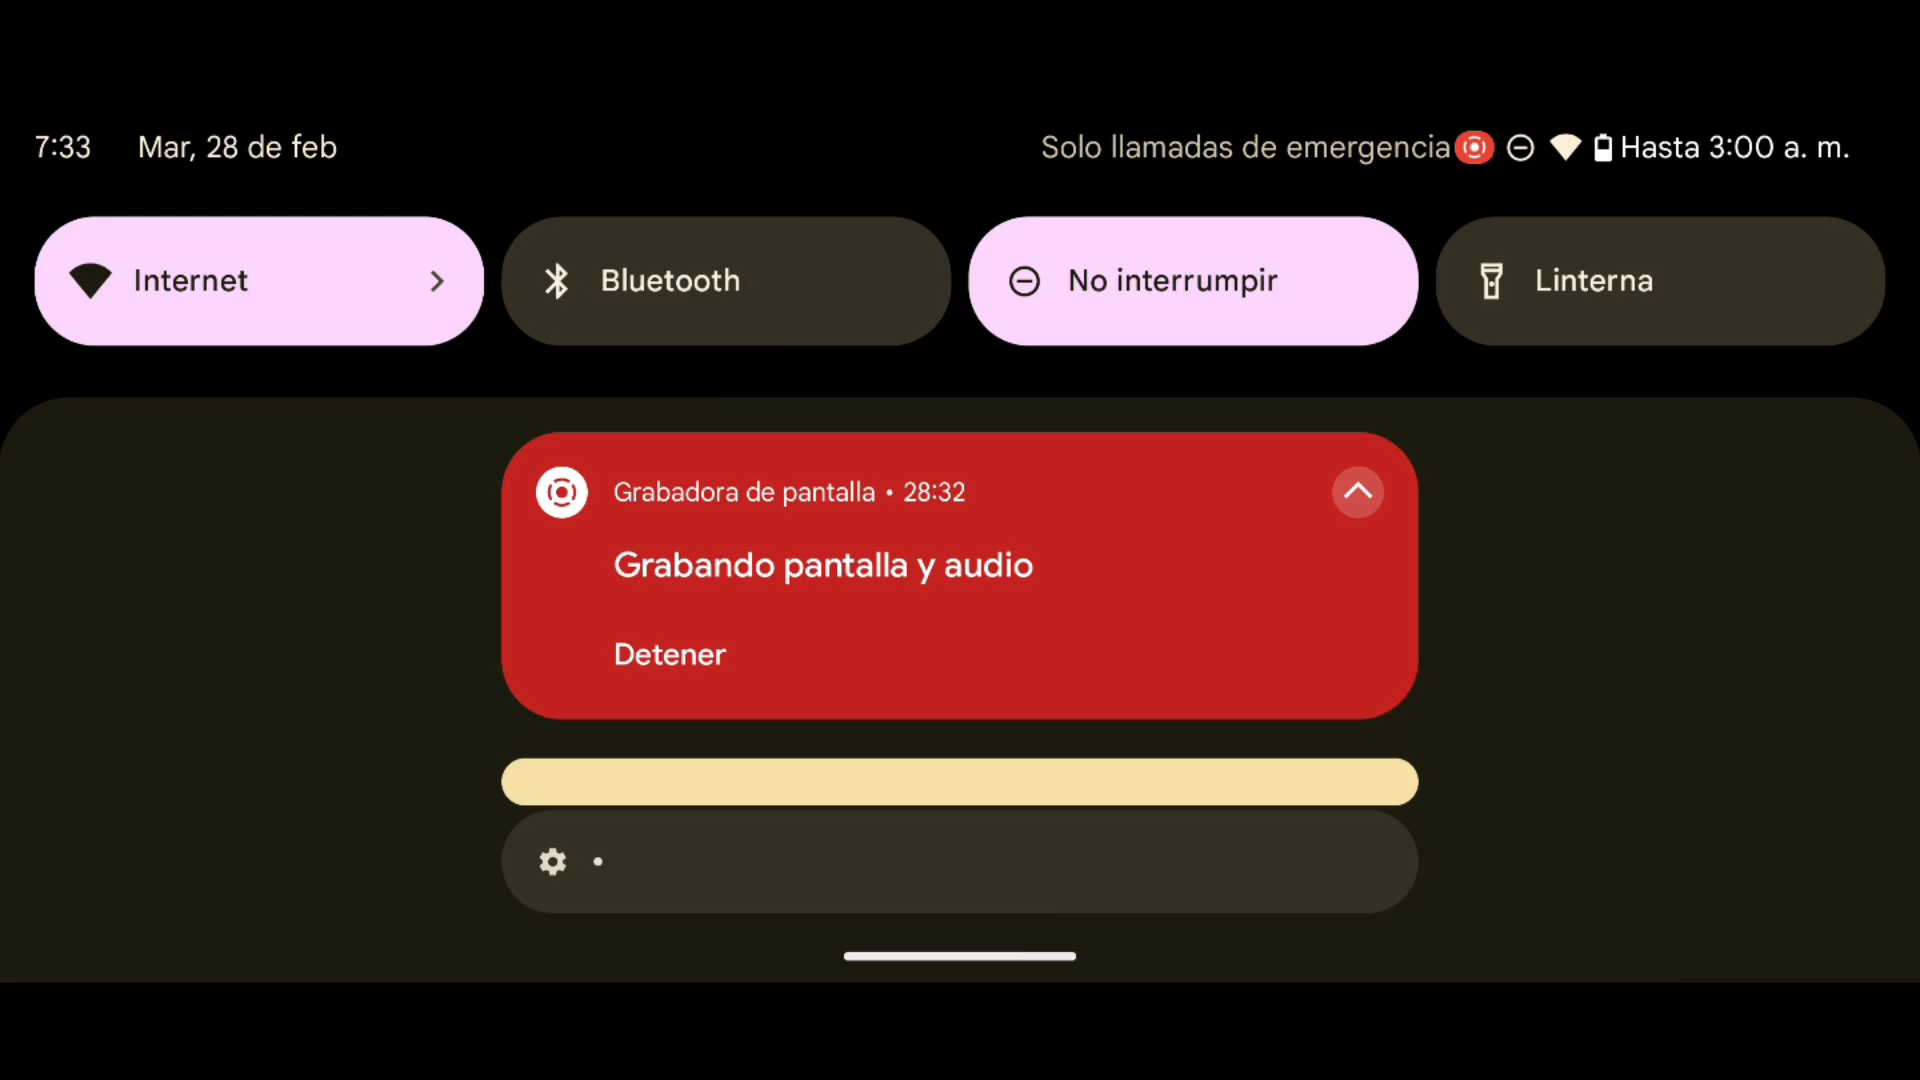 7:33 Mar, 28 de feb Solo llamadas de emergencia Hasta 3:00 a. m.
Internet Bluetooth No interrumpir Linterna
Grabadora de pantalla • 28:32
Grabando pantalla y audio
Detener